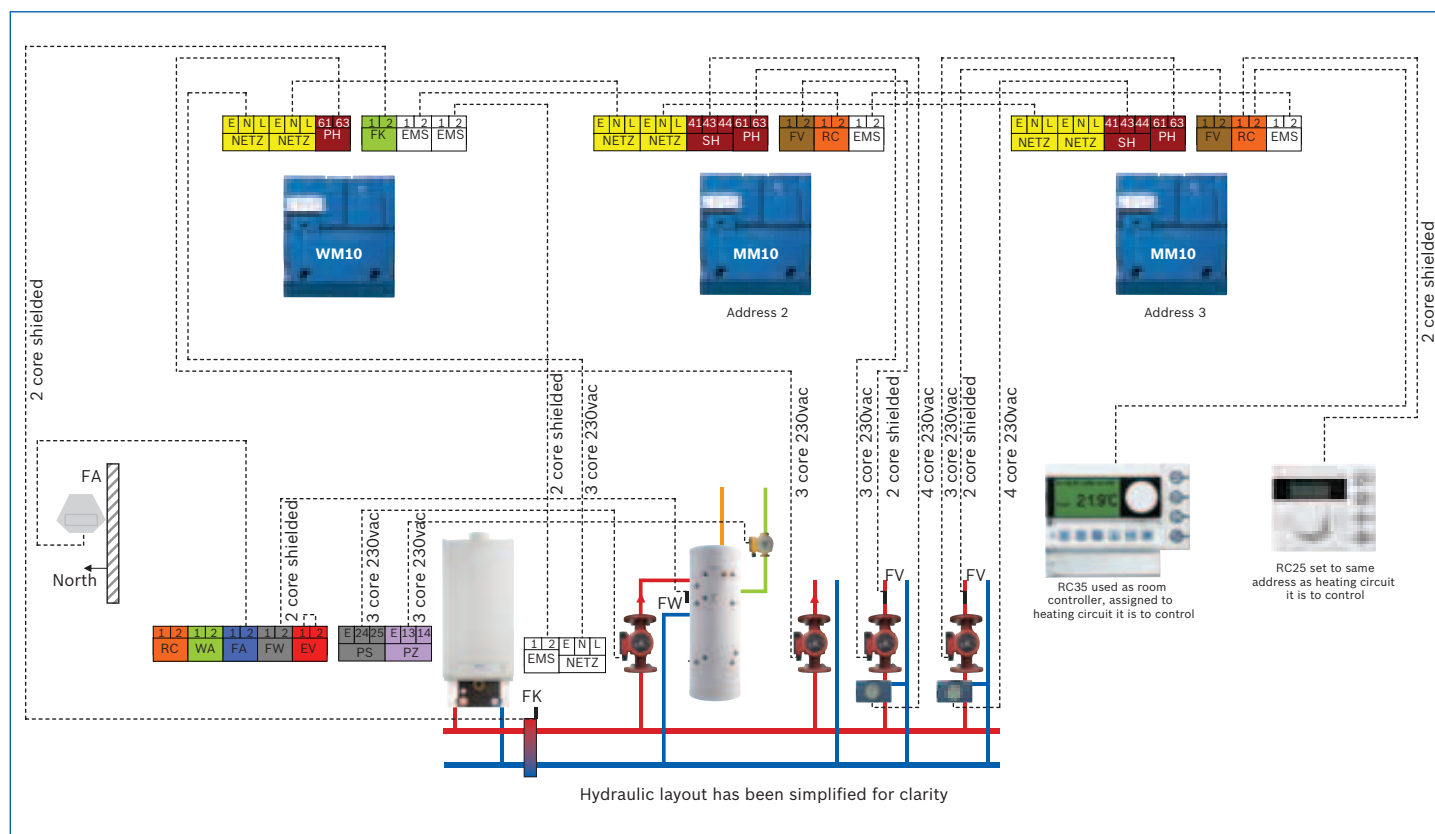 E N L E N L 61 63
NETZ NETZ PH
1 2 1 2 1 2
FK EMS EMS
E N L E N L 41 43 44 61 63
NETZ NETZ SH PH
1 2 1 2 1 2
FV RC EMS
E N L E N L 41 43 44 61 63
NETZ NETZ SH PH
1 2 1 2 1 2
FV RC EMS
WM10
MM10
Address 2
MM10
Address 3
2 core shielded
2 core shielded
2 core shielded
3 core 230vac
3 core 230vac
3 core 230vac
2 core shielded
4 core 230vac
3 core 230vac
2 core shielded
4 core 230vac
FA
North
2 core shielded
3 core 230vac
3 core 230vac
1 2 1 2 1 2 1 2 1 2
RC WA FA FW EV
E 24 25 E 13 14
PS PZ
1 2 E N L
EMS NETZ
FW
FK
FV
FV
21.9°C
RC35 used as room
controller, assigned to
heating circuit it is to control
RC25 set to same
address as heating circuit
it is to control
Hydraulic layout has been simplified for clarity